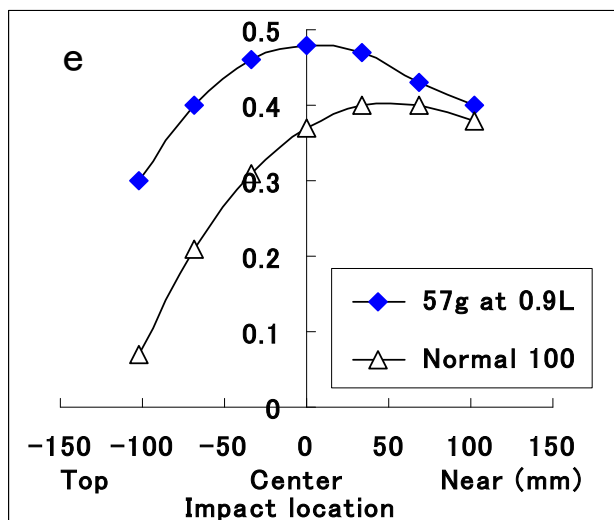 e
0.5
0.4
0.3
0.2
0.1
0
57g at 0.9L
Normal 100
-150 -100 -50 0 50 100 150
Top Center Near (mm)
Impact location